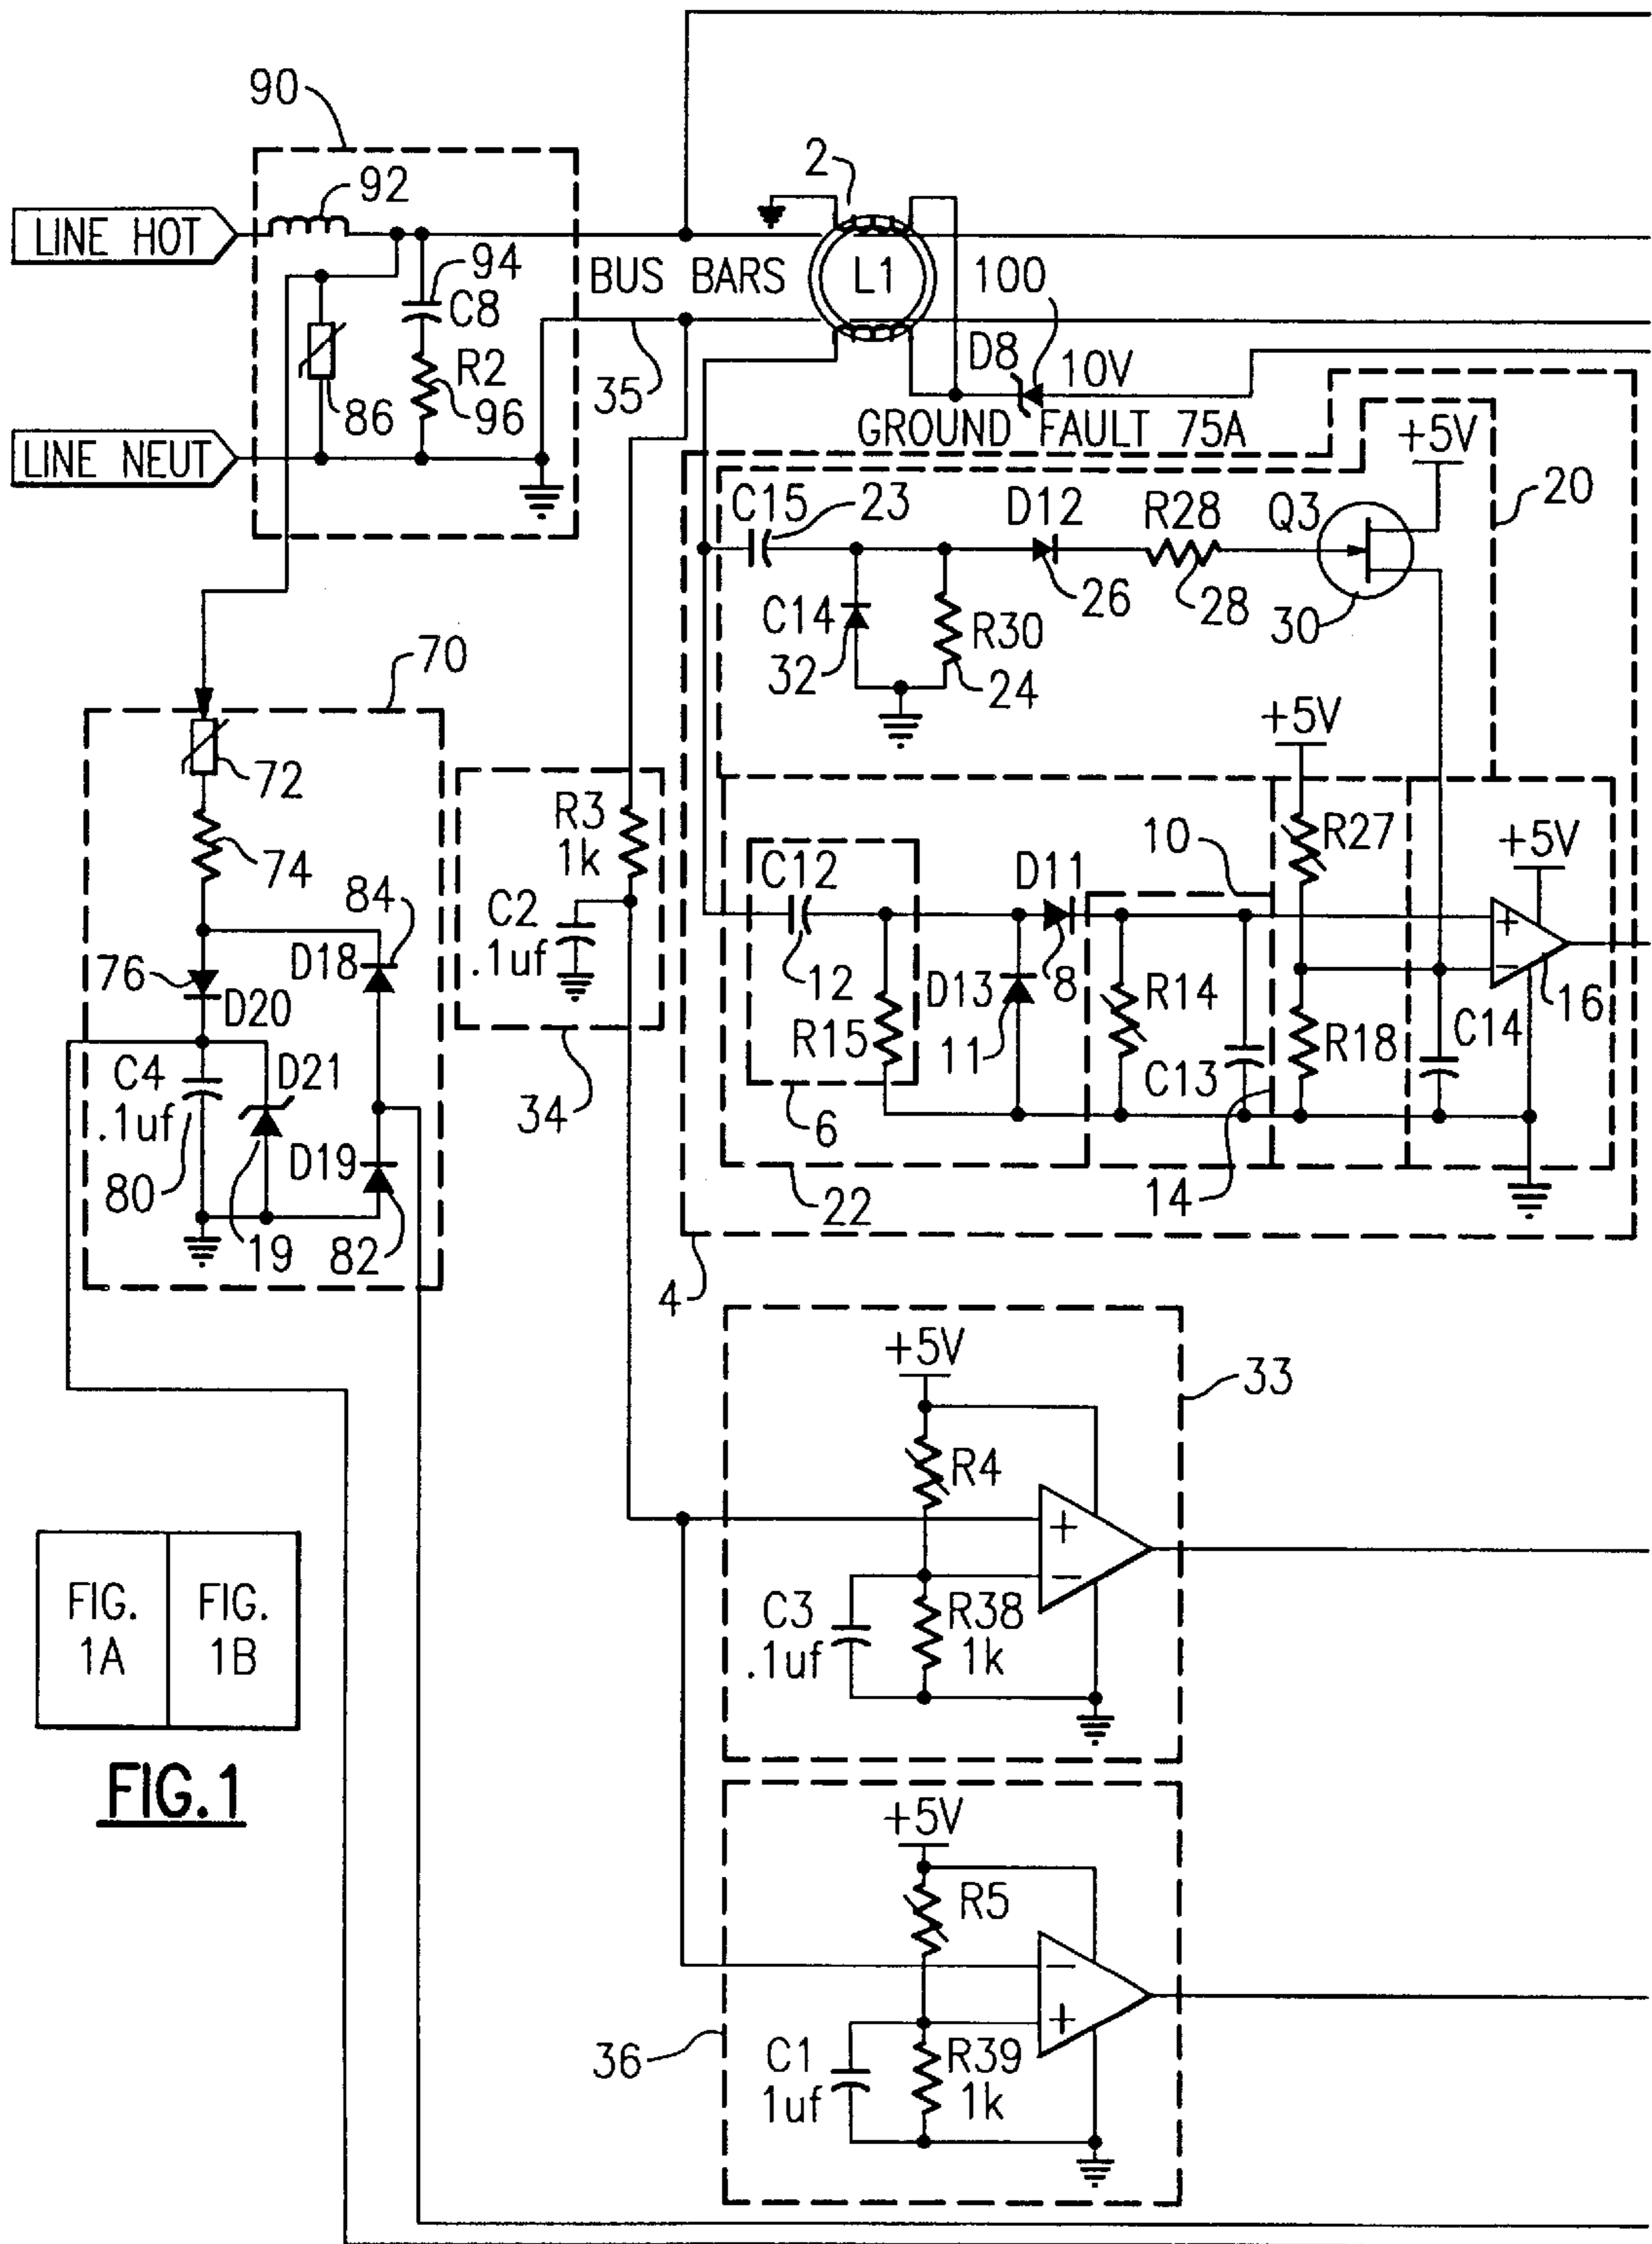 90
2
92
LINE HOT
94
C8
BUS BARS
L1
100
R2
96
86
35
D8
10V
LINE NEUT
GROUND FAULT 75A
+5V
20
C15
23
D12
R28
Q3
C14
32
R30
24
26
28
30
70
+5V
72
R3
1k
10
R27
+5V
74
84
C2
.1uf
C12
D11
+
−
76
D18
12
D13
8
R14
16
D20
R15
11
C13
R18
C14
C4
.1uf
D21
34
6
D19
80
19
82
22
14
4
+5V
33
R4
+
−
FIG.
1A
FIG.
1B
C3
.1uf
R38
1k
FIG.1
+5V
R5
−
+
36
C1
1uf
R39
1k